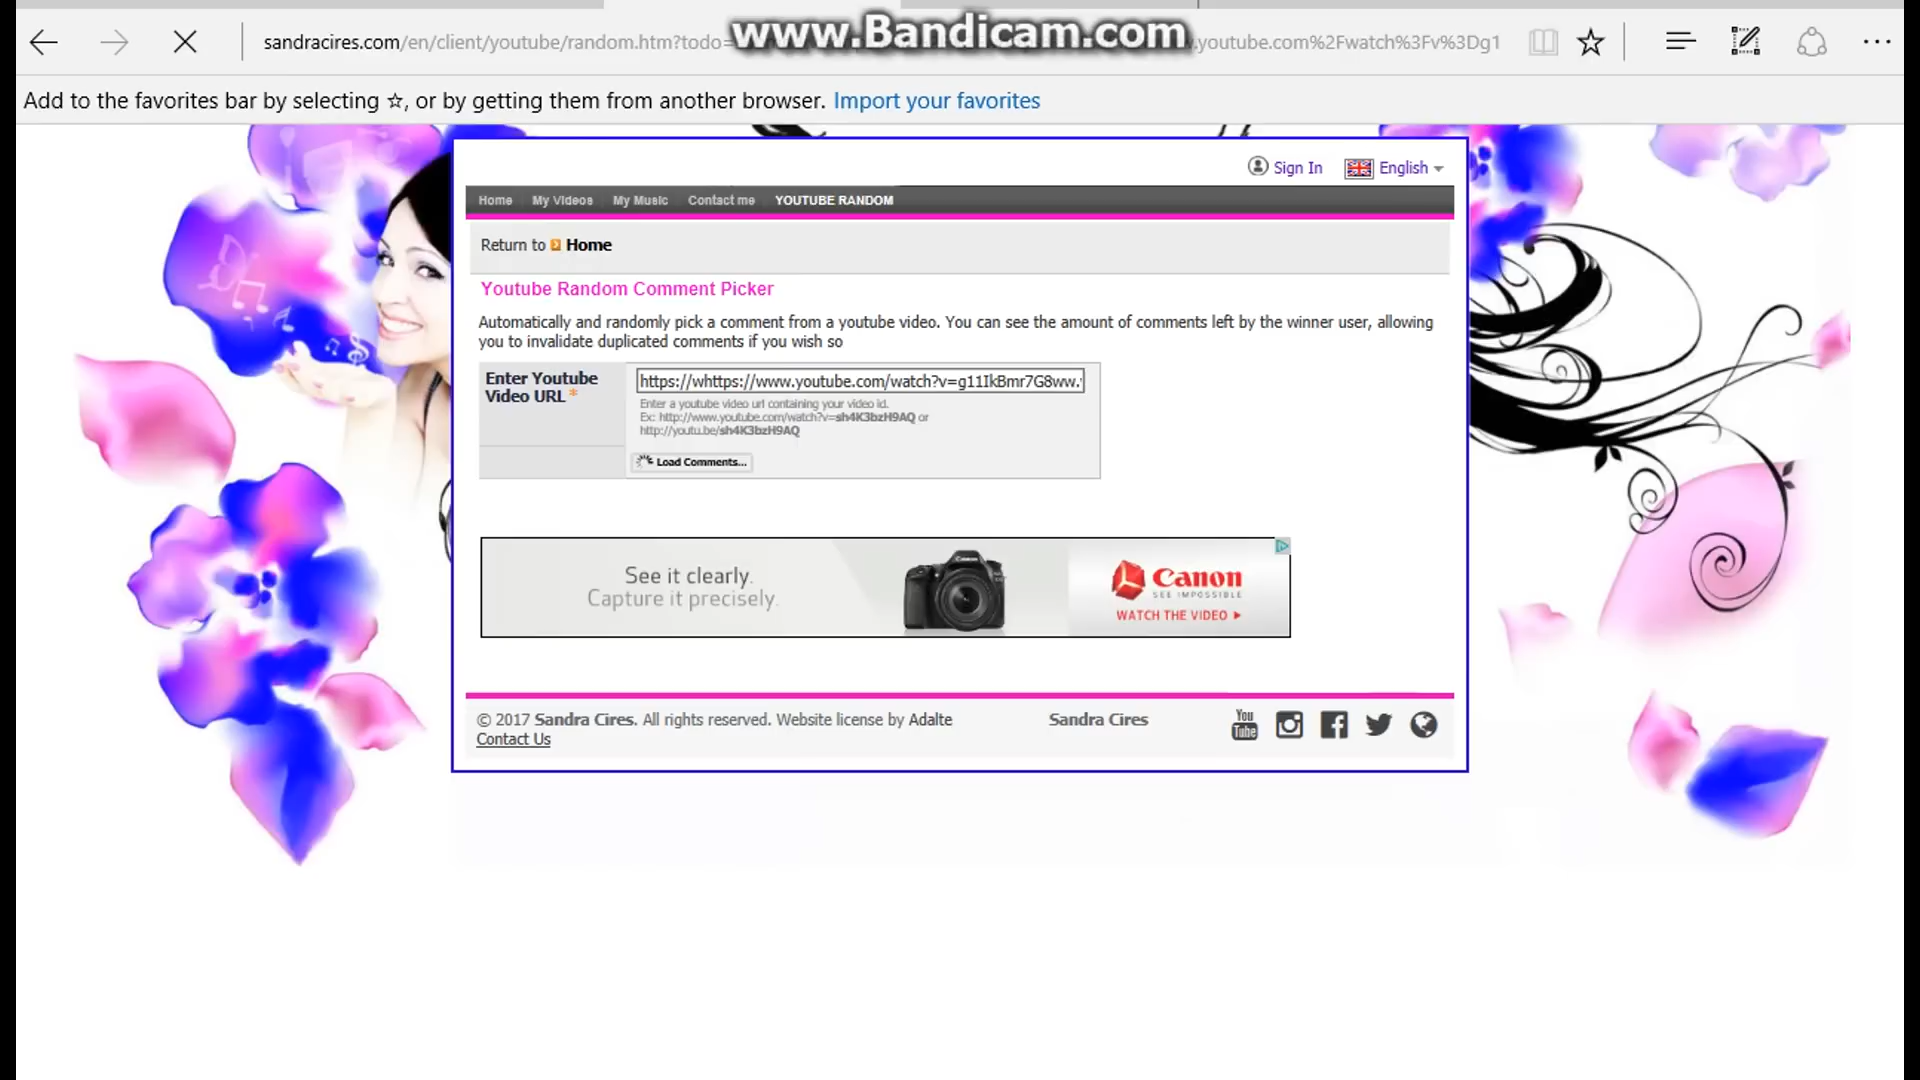 www.Bandicam.com
sandracires.com/en/client/youtube/random.htm?todo= .youtube.com%2Fwatch%3Fv%3Dg1
Add to the favorites bar by selecting ☆, or by getting them from another browser. Import your favorites
Sign In English
Home My Videos My Music Contact me YOUTUBE RANDOM
Return to Home
Youtube Random Comment Picker
Automatically and randomly pick a comment from a youtube video. You can see the amount of comments left by the winner user, allowing
you to invalidate duplicated comments if you wish so
Enter Youtube
Video URL *
https://whttps://www.youtube.com/watch?v=g11IkBmr7G8ww.
Enter a youtube video url containing your video id.
Ex: http://www.youtube.com/watch?v=sh4K3bzH9AQ or
http://youtu.be/sh4K3bzH9AQ
Load Comments...
See it clearly.
Capture it precisely.
Canon
Canon
SEE IMPOSSIBLE
WATCH THE VIDEO
© 2017 Sandra Cires. All rights reserved. Website license by Adalte
Contact Us
Sandra Cires
You
Tube